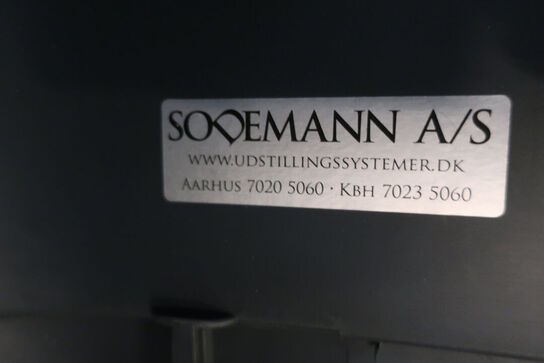 SODEMANN A/S
WWW.UDSTILLINGSSYSTEMER.DK
AARHUS 7020 5060 · KBH 7023 5060